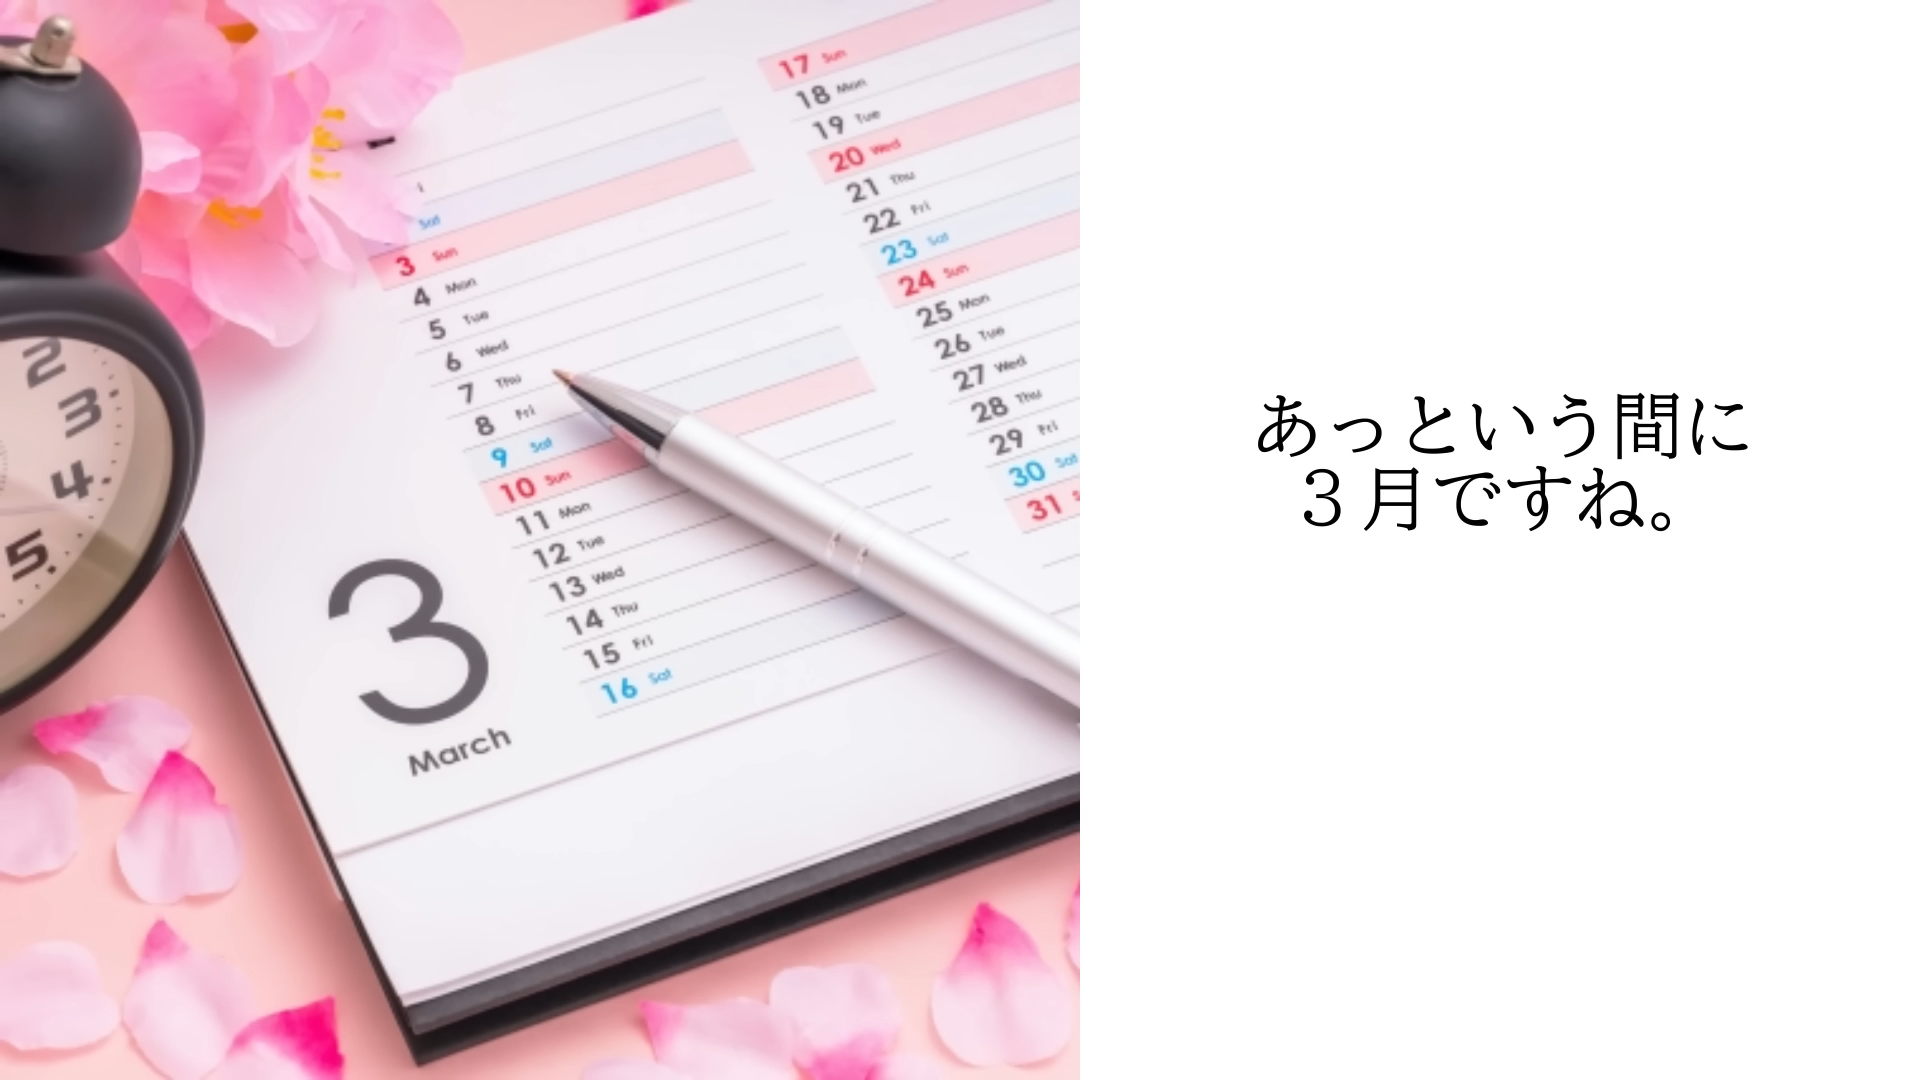 あっという間に
３月ですね。
Sat
3 Sun
4 Mon
5 Tue
6 Wed
7 Thu
8 Fri
9 Sat
10 Sun
11 Mon
12 Tue
13 Wed
14 Thu
15 Fri
16 Sat
17 Sun
18 Mon
19 Tue
20 Wed
21 Thu
22 Fri
23 Sat
24 Sun
25 Mon
26 Tue
27 Wed
28 Thu
29 Fri
30 Sat
31
3
March
2
3
4
5